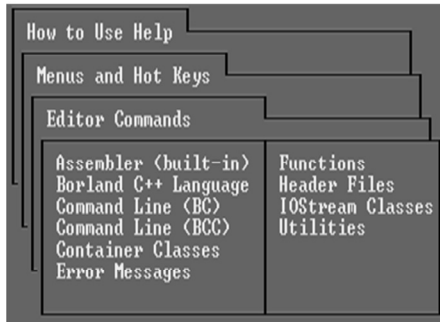 How to Use Help
Menus and Hot Keys
Editor Commands
Assembler (built-in)
Borland C++ Language
Command Line (BC)
Command Line (BCC)
Container Classes
Error Messages
Functions
Header Files
IOStream Classes
Utilities